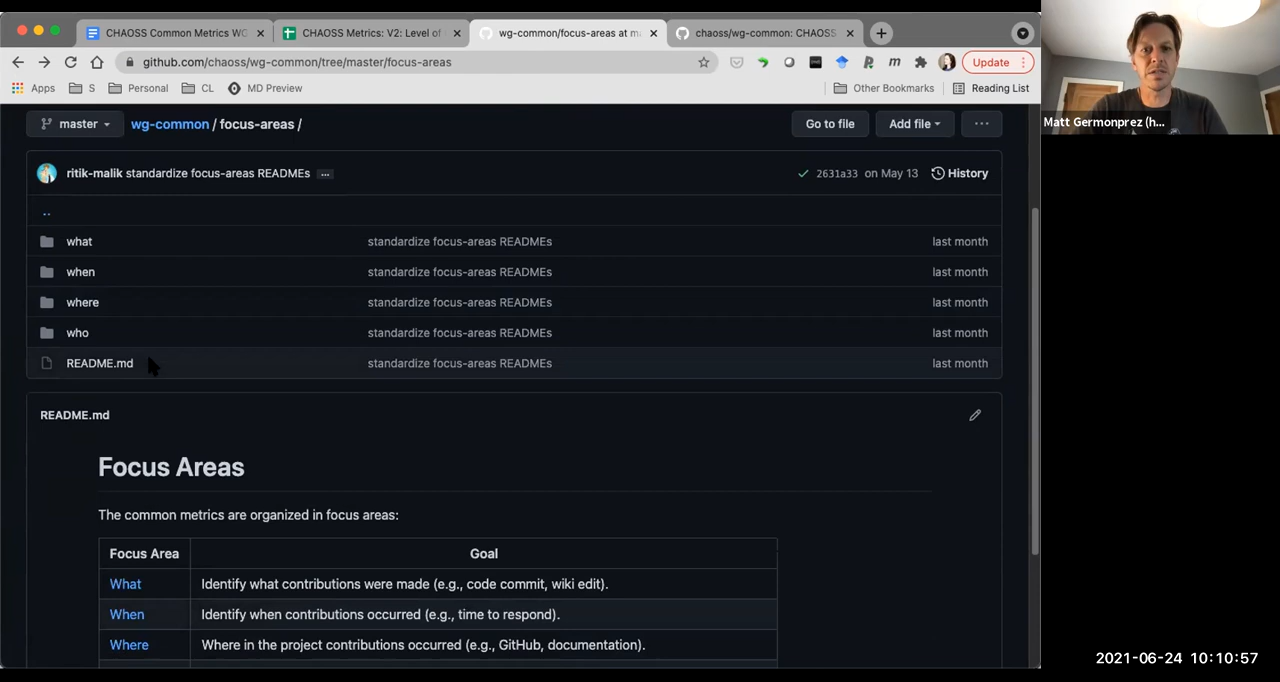 CHAOSS Common Metrics WG
CHAOSS Metrics: V2: Level of
wg-common/focus-areas at ma
chaoss/wg-common: CHAOSS
github.com/chaoss/wg-common/tree/master/focus-areas
Update
Apps
S
Personal
CL
MD Preview
Other Bookmarks
Reading List
Matt Germonprez (h...
master
wg-common / focus-areas /
Go to file
Add file
ritik-malik standardize focus-areas READMEs ...
2631a33 on May 13
History
..
what standardize focus-areas READMEs last month
when standardize focus-areas READMEs last month
where standardize focus-areas READMEs last month
who standardize focus-areas READMEs last month
README.md standardize focus-areas READMEs last month
README.md
Focus Areas
The common metrics are organized in focus areas:
Focus Area Goal
What Identify what contributions were made (e.g., code commit, wiki edit).
When Identify when contributions occurred (e.g., time to respond).
Where Where in the project contributions occurred (e.g., GitHub, documentation).
2021-06-24 10:10:57